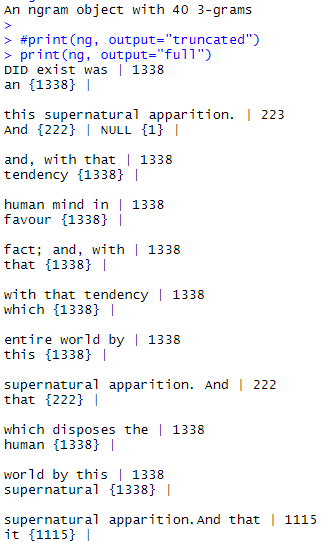 An ngram object with 40 3-grams
>
> #print(ng, output="truncated")
> print(ng, output="full")
DID exist was | 1338
an {1338} |
this supernatural apparition. | 223
And {222} | NULL {1} |
and, with that | 1338
tendency {1338} |
human mind in | 1338
favour {1338} |
fact; and, with | 1338
that {1338} |
with that tendency | 1338
which {1338} |
entire world by | 1338
this {1338} |
supernatural apparition. And | 222
that {222} |
which disposes the | 1338
human {1338} |
world by this | 1338
supernatural {1338} |
supernatural apparition.And that | 1115
it {1115} |